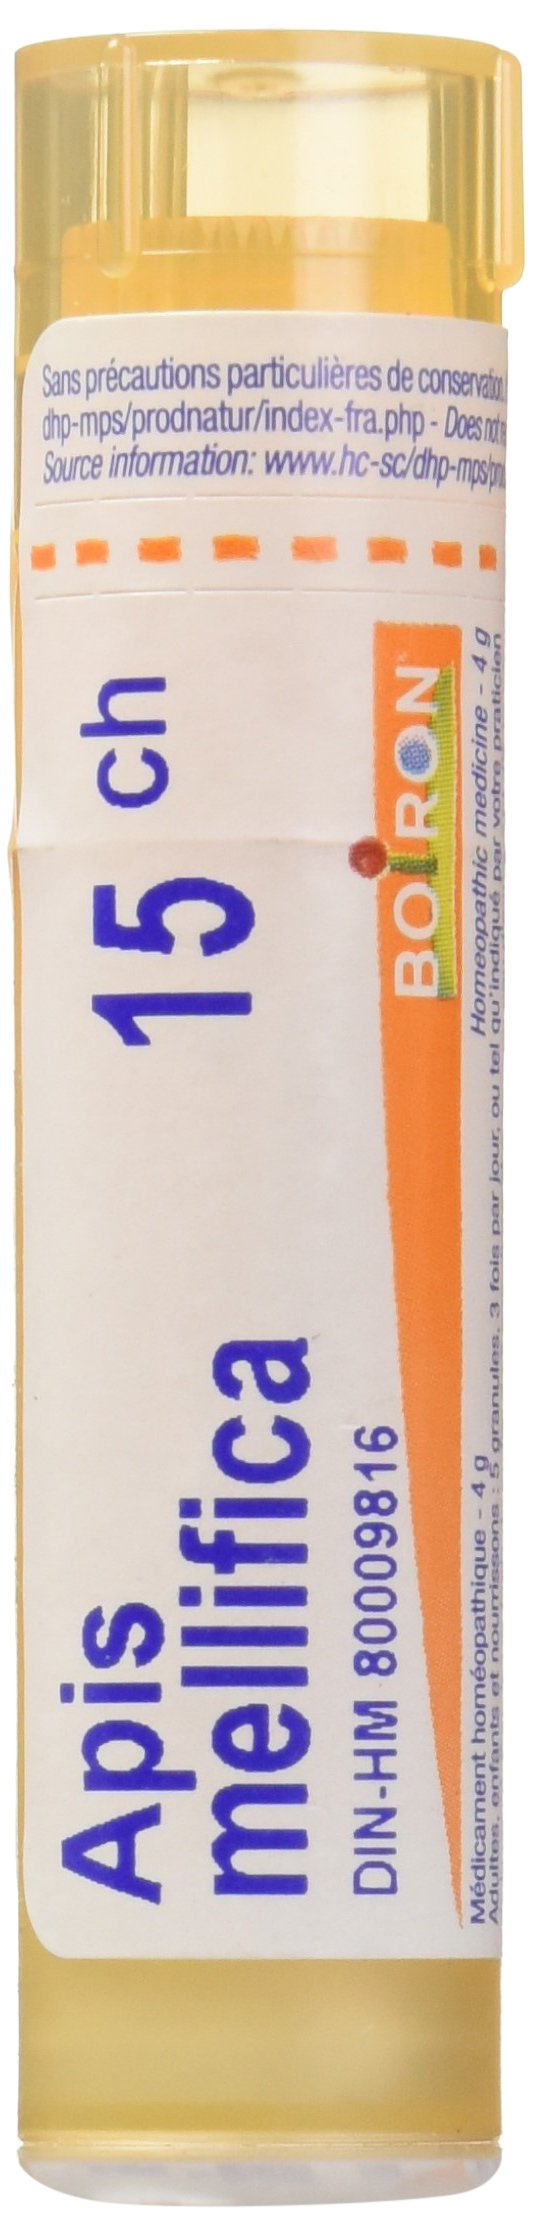 Sans précautions particulières de conservation.
dhp-mps/prodnatur/index-fra.php - Does not
Source information: www.hc-sc/dhp-mps/
Apis
mellifica
15 ch
DIN-HM 80009816
BOIRON
Médicament homéopathique - 4 g
Homeopathic medicine - 4 g
Adultes, enfants et nourrissons : 5 granules, 3 fois par jour, ou tel qu'indiqué par votre praticien